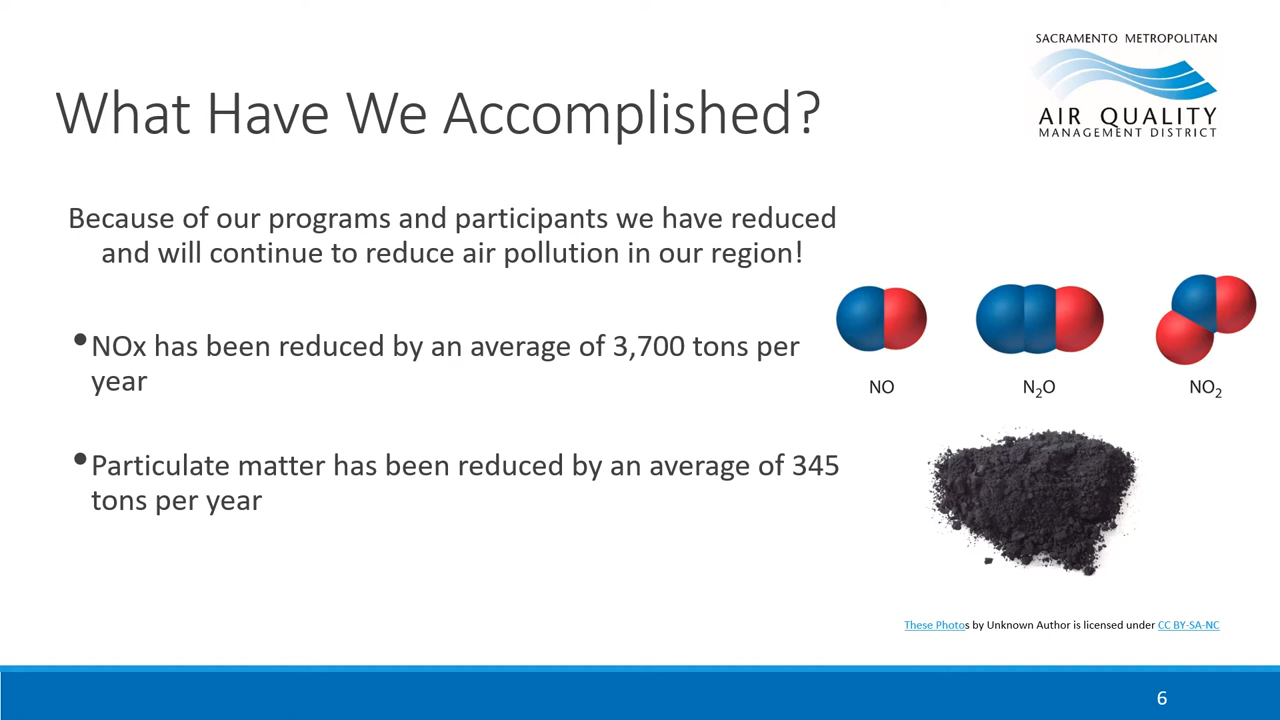 SACRAMENTO METROPOLITAN
AIR QUALITY
MANAGEMENT DISTRICT
What Have We Accomplished?
Because of our programs and participants we have reduced
and will continue to reduce air pollution in our region!
•NOx has been reduced by an average of 3,700 tons per
year
•Particulate matter has been reduced by an average of 345
tons per year
NO N₂O NO₂
These Photos by Unknown Author is licensed under CC BY-SA-NC
6